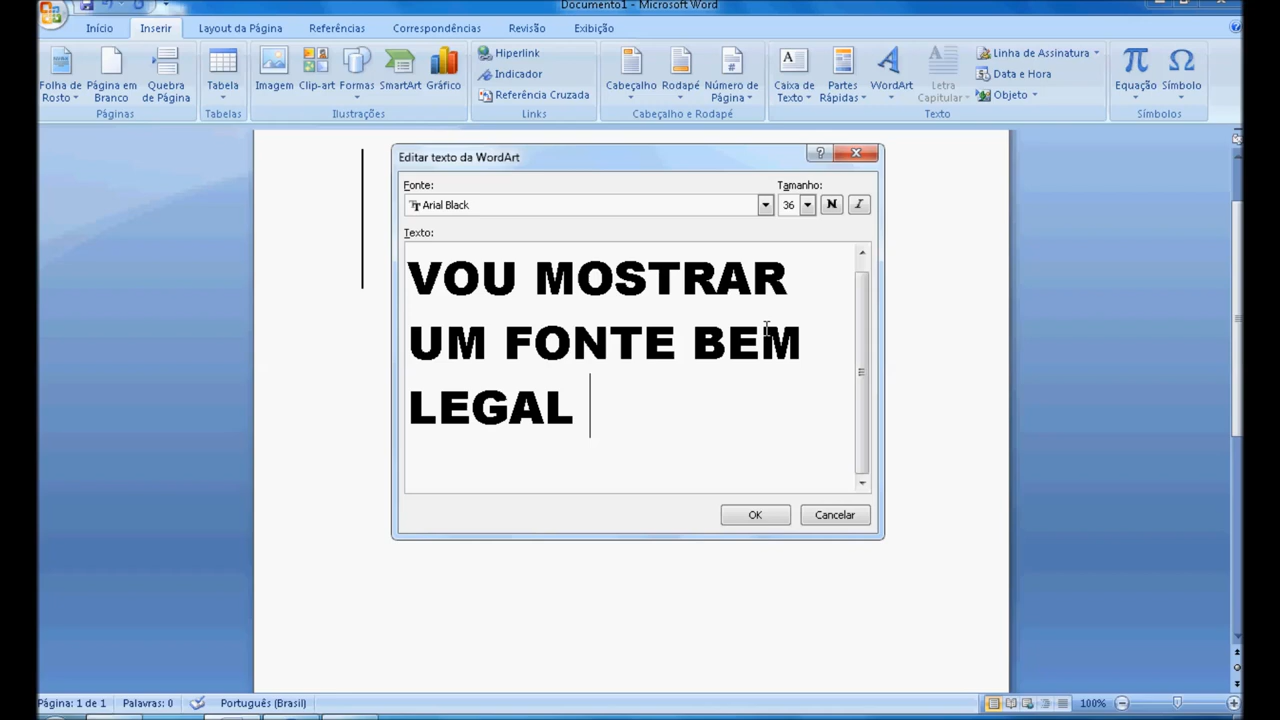 Documento1 - Microsoft Word
Início Inserir Layout da Página Referências Correspondências Revisão Exibição
Folha de Rosto
Página em Branco
Quebra de Página
Páginas
Tabela
Tabelas
Imagem Clip-art Formas SmartArt Gráfico
Ilustrações
Hiperlink
Indicador
Referência Cruzada
Links
Cabeçalho Rodapé Número de Página
Cabeçalho e Rodapé
Caixa de Texto
Partes Rápidas
WordArt
Letra Capitular
Linha de Assinatura
Data e Hora
Objeto
Texto
Equação Símbolo
Símbolos
Editar texto da WordArt
Fonte: Tamanho:
Arial Black 36 N I
Texto:
VOU MOSTRAR
UM FONTE BEM
LEGAL
OK Cancelar
Página: 1 de 1 Palavras: 0 Português (Brasil) 100%